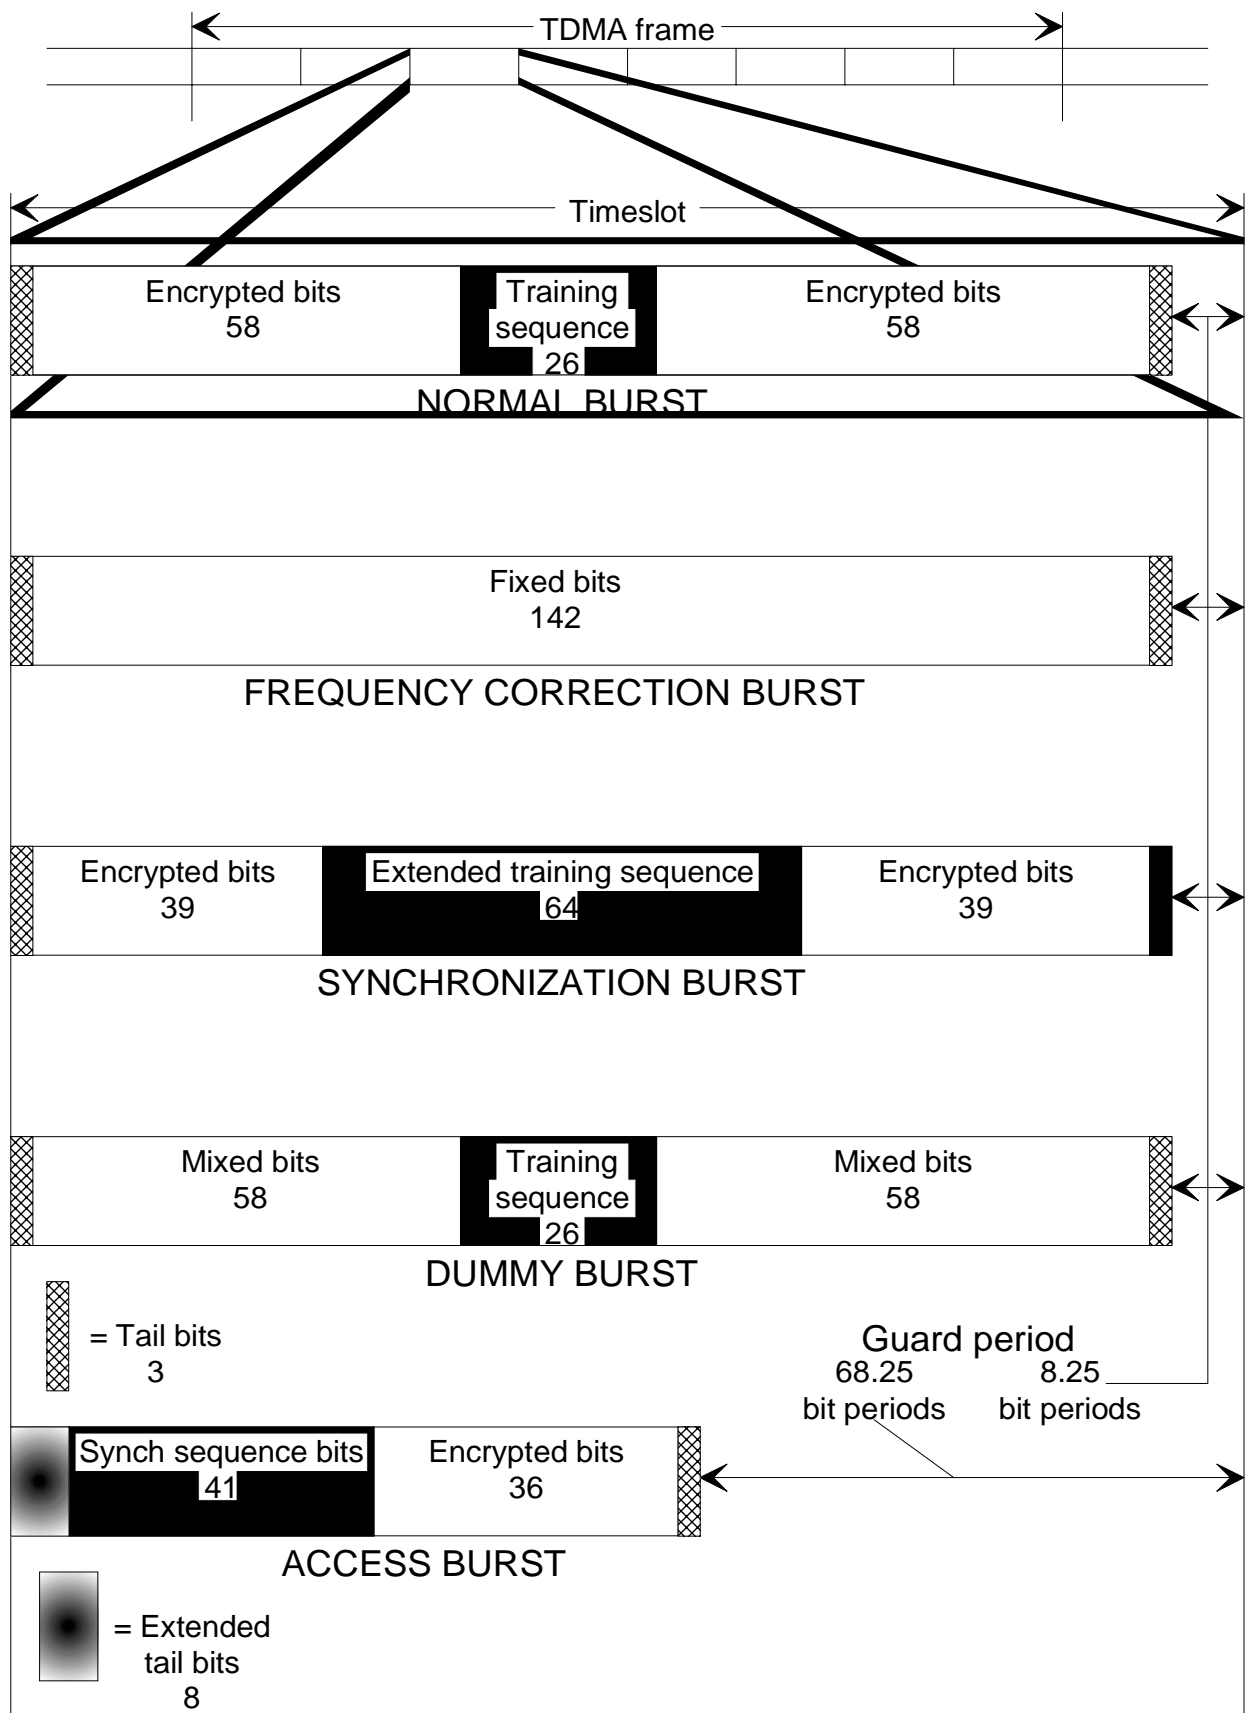 TDMA frame
Timeslot
Encrypted bits
58
Training
sequence
26
Encrypted bits
58
NORMAL BURST
Fixed bits
142
FREQUENCY CORRECTION BURST
Encrypted bits
39
Extended training sequence
64
Encrypted bits
39
SYNCHRONIZATION BURST
Mixed bits
58
Training
sequence
26
Mixed bits
58
DUMMY BURST
= Tail bits
3
Guard period
68.25
bit periods
8.25
bit periods
Synch sequence bits
41
Encrypted bits
36
ACCESS BURST
= Extended
tail bits
8